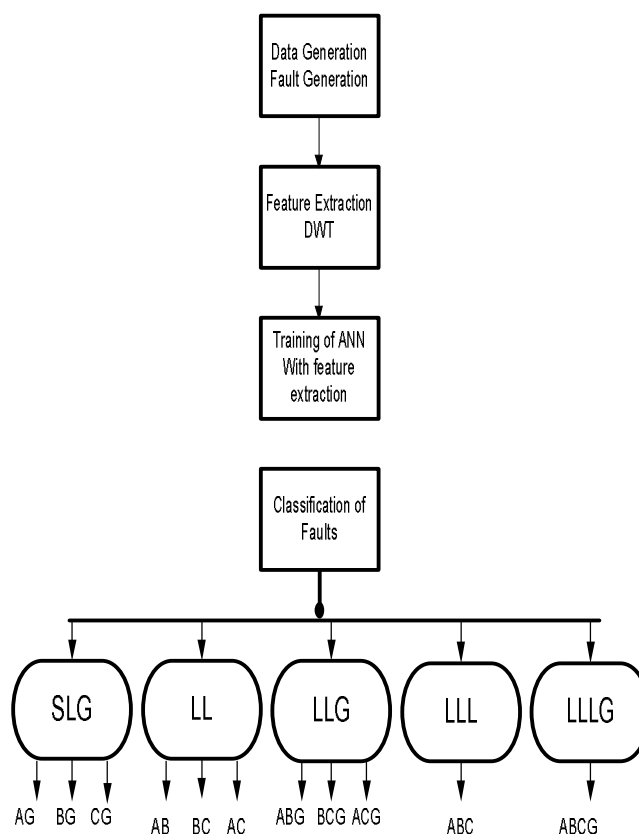 Data Generation
Fault Generation
Feature Extraction
DWT
Training of ANN
With feature
extraction
Classification of
Faults
SLG LL LLG LLL LLLG
AG BG CG AB BC AC ABG BCG ACG ABC ABCG